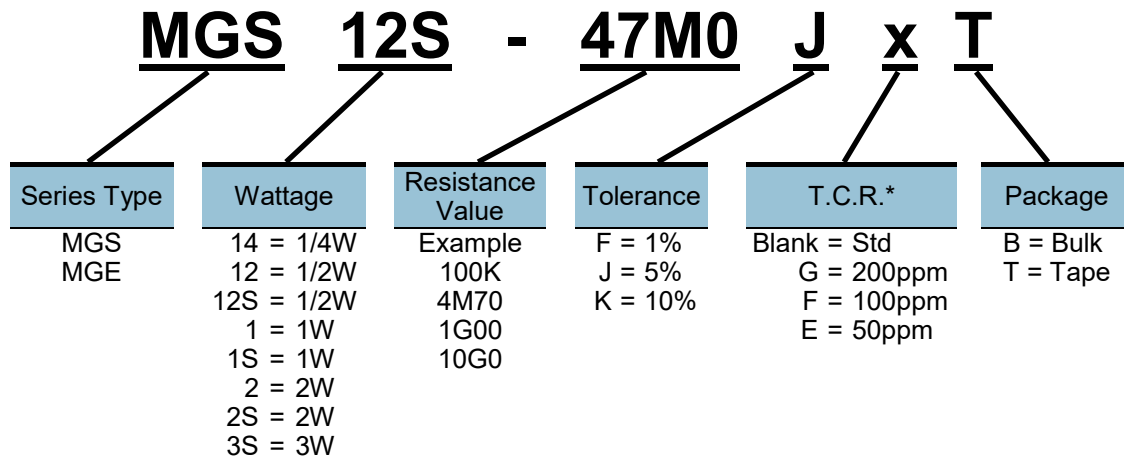 MGS 12S - 47M0 J x T
Series Type
MGS
MGE
Wattage
14 = 1/4W
12 = 1/2W
12S = 1/2W
1 = 1W
1S = 1W
2 = 2W
2S = 2W
3S = 3W
Resistance
Value
Example
100K
4M70
1G00
10G0
Tolerance
F = 1%
J = 5%
K = 10%
T.C.R.*
Blank = Std
G = 200ppm
F = 100ppm
E = 50ppm
Package
B = Bulk
T = Tape